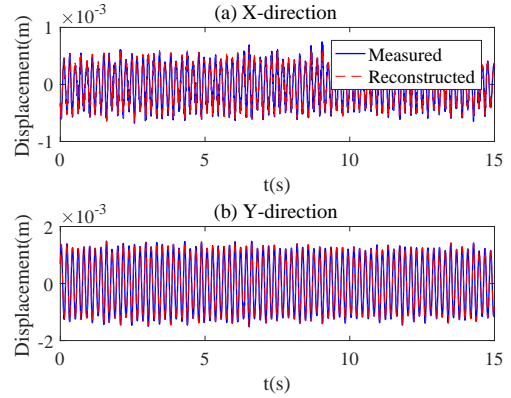 (a) X-direction
×10⁻³
1
0
-1
Displacement(m)
Measured
Reconstructed
0
5
10
15
t(s)
(b) Y-direction
×10⁻³
2
0
-2
Displacement(m)
0
5
10
15
t(s)